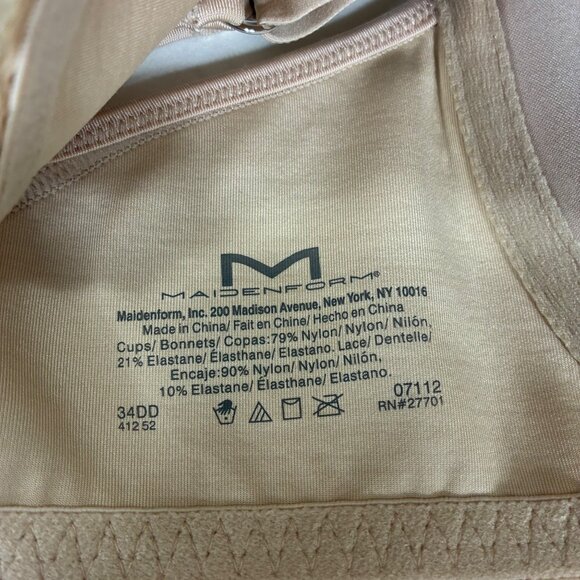 M
MAIDENFORM®
Maidenform, Inc. 200 Madison Avenue, New York, NY 10016
Made in China/ Fait en Chine/ Hecho en China
Cups/ Bonnets/ Copas:79% Nylon/ Nylon/ Nilón,
21% Elastane/ Élasthane/ Elastano. Lace/ Dentelle/
Encaje:90% Nylon/ Nylon/ Nilón,
10% Elastane/ Élasthane/ Elastano.
34DD
412 52
07112
RN#27701